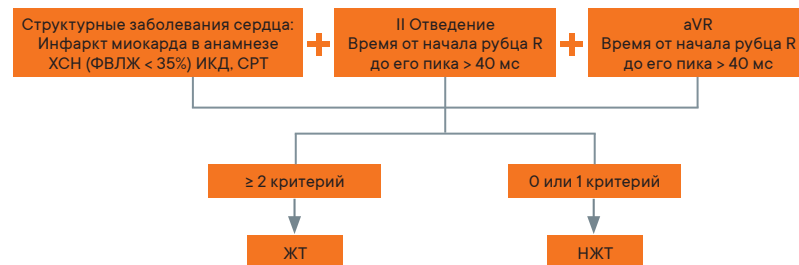 Структурные заболевания сердца:
Инфаркт миокарда в анамнезе
ХСН (ФВЛЖ < 35%) ИКД, СРТ
+
II Отведение
Время от начала рубца R
до его пика > 40 мс
+
aVR
Время от начала рубца R
до его пика > 40 мс
≥ 2 критерий
0 или 1 критерий
ЖТ
НЖТ